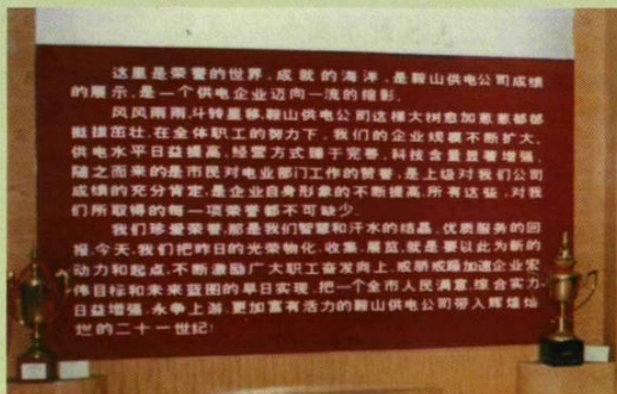 这里是荣誉的世界,成就的海洋,是鞍山供电公司成绩
的展示,是一个供电企业迈向一流的缩影。
风风雨雨,斗转星移,鞍山供电公司这棵大树愈加葱葱郁郁
挺拔茁壮,在全体职工的努力下,我们的企业规模不断扩大,
供电水平日益提高,经营方式臻于完善,科技含量显著增强,
随之而来的是市民对电业部门工作的赞誉,是上级对我们公司
成绩的充分肯定,是企业自身形象的不断提高,所有这些,对我
们所取得的每一项荣誉都不可缺少。
我们珍爱荣誉,那是我们智慧和汗水的结晶,优质服务的回
报,今天,我们把昨日的光荣物化、收集、展览,就是要以此为新的
动力和起点,不断激励广大职工奋发向上,戒骄戒躁加速企业宏
伟目标和未来蓝图的早日实现,把一个全市人民满意,综合实力
日益增强,永争上游,更加富有活力的鞍山供电公司带入辉煌灿
烂的二十一世纪!